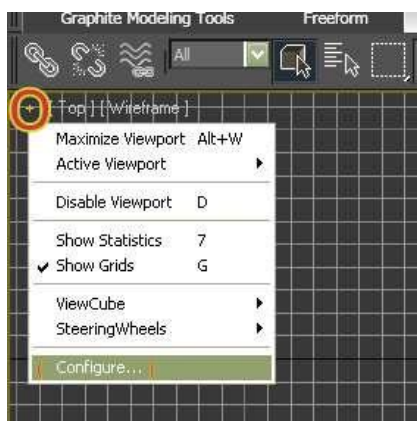 Graphite Modeling Tools Freeform
All
+ [ Top ] [ Wireframe ]
Maximize Viewport Alt+W
Active Viewport
Disable Viewport D
Show Statistics 7
Show Grids G
ViewCube
SteeringWheels
Configure...